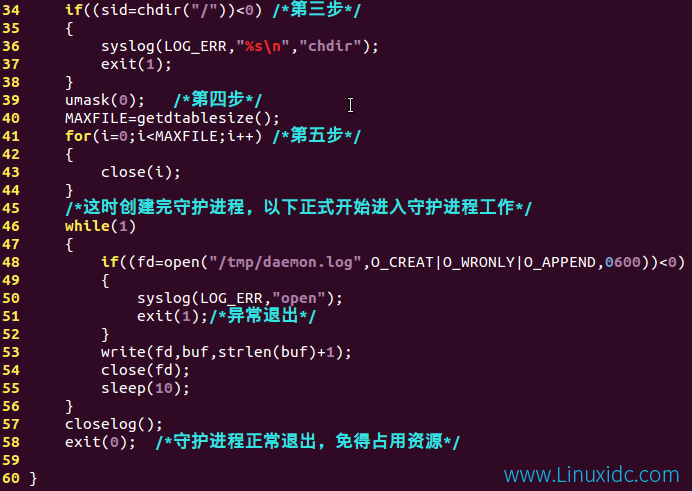 34     if((sid=chdir("/"))<0) /*第三步*/
35     {
36         syslog(LOG_ERR,"%s\n","chdir");
37         exit(1);
38     }
39     umask(0);   /*第四步*/
40     MAXFILE=getdtablesize();
41     for(i=0;i<MAXFILE;i++) /*第五步*/
42     {
43         close(i);
44     }
45     /*这时创建完守护进程，以下正式开始进入守护进程工作*/
46     while(1)
47     {
48         if((fd=open("/tmp/daemon.log",O_CREAT|O_WRONLY|O_APPEND,0600))<0)
49         {
50             syslog(LOG_ERR,"open");
51             exit(1);/*异常退出*/
52         }
53         write(fd,buf,strlen(buf)+1);
54         close(fd);
55         sleep(10);
56     }
57     closelog();
58     exit(0);  /*守护进程正常退出，免得占用资源*/
59
60 }
www.Linuxidc.com